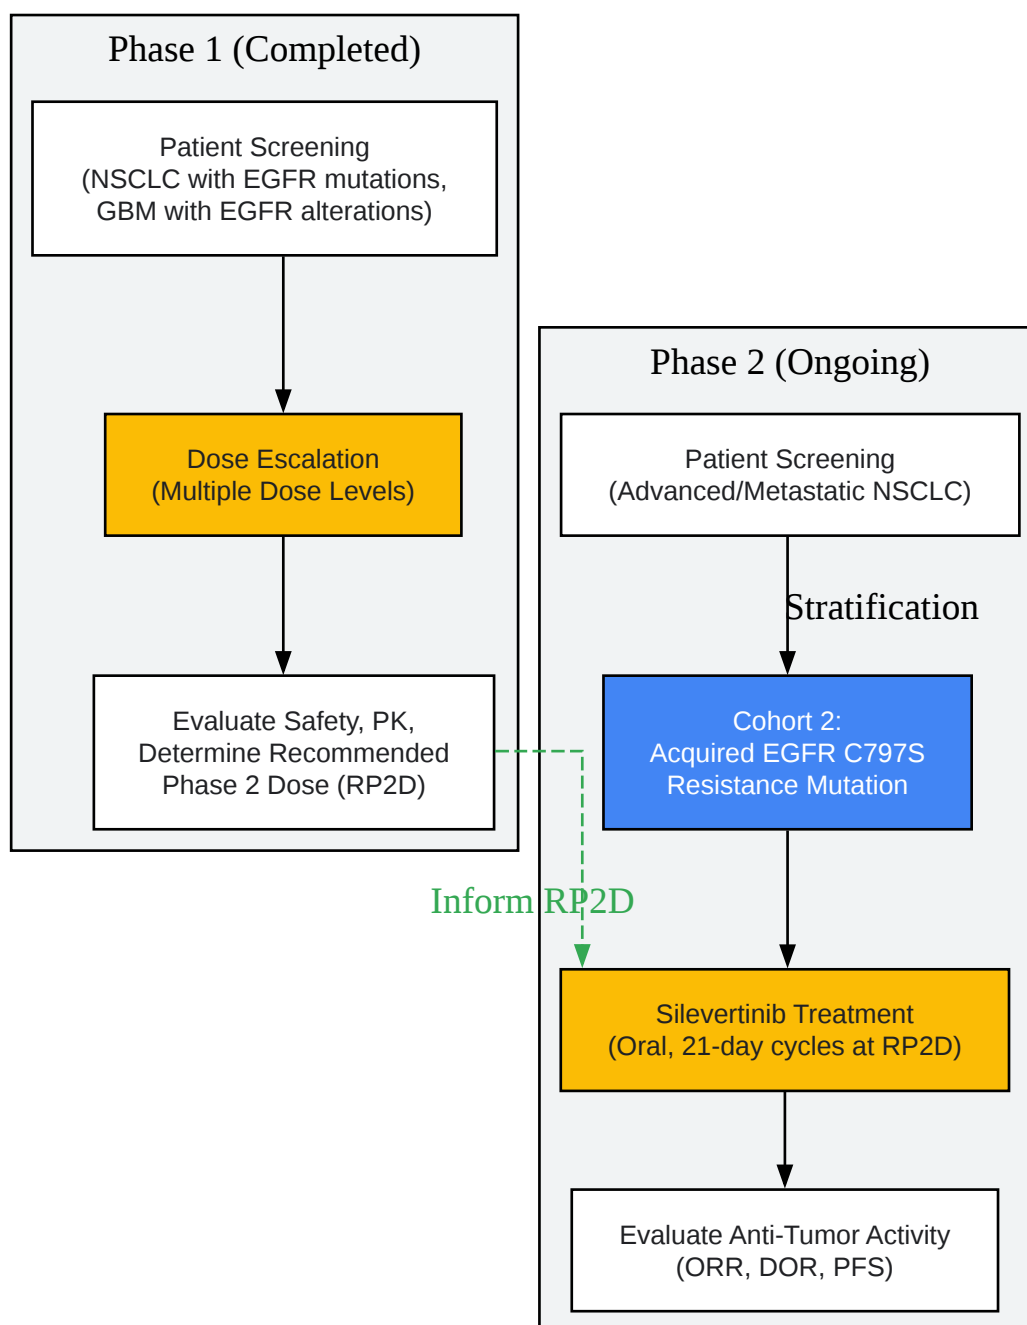 Phase 1 (Completed)
Patient Screening
(NSCLC with EGFR mutations,
GBM with EGFR alterations)
Dose Escalation
(Multiple Dose Levels)
Evaluate Safety, PK,
Determine Recommended
Phase 2 Dose (RP2D)
Inform RP2D
Phase 2 (Ongoing)
Patient Screening
(Advanced/Metastatic NSCLC)
Stratification
Cohort 2:
Acquired EGFR C797S
Resistance Mutation
Silevertinib Treatment
(Oral, 21-day cycles at RP2D)
Evaluate Anti-Tumor Activity
(ORR, DOR, PFS)